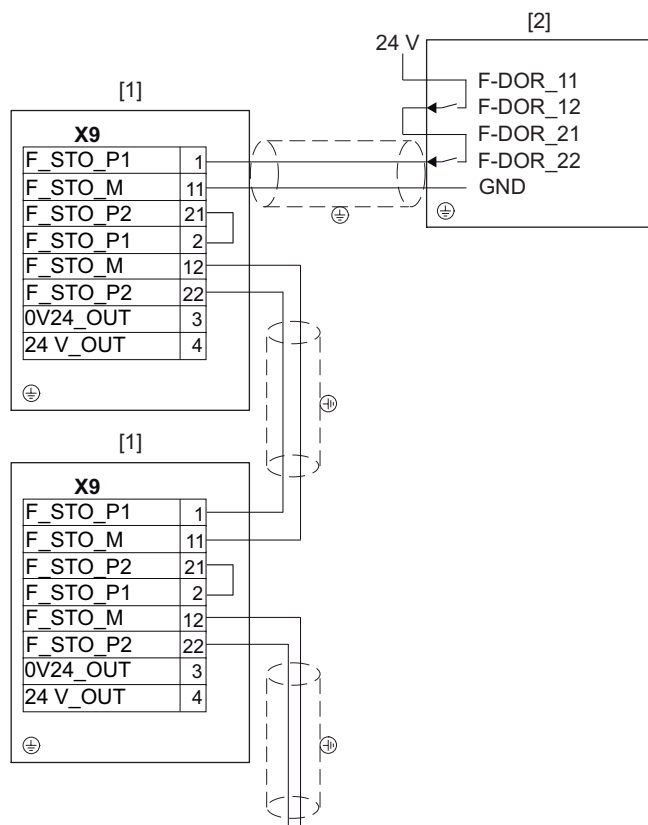 [2]
24 V
F-DOR_11
F-DOR_12
F-DOR_21
F-DOR_22
GND
[1]
X9
F_STO_P1 1
F_STO_M 11
F_STO_P2 21
F_STO_P1 2
F_STO_M 12
F_STO_P2 22
0V24_OUT 3
24 V_OUT 4
[1]
X9
F_STO_P1 1
F_STO_M 11
F_STO_P2 21
F_STO_P1 2
F_STO_M 12
F_STO_P2 22
0V24_OUT 3
24 V_OUT 4